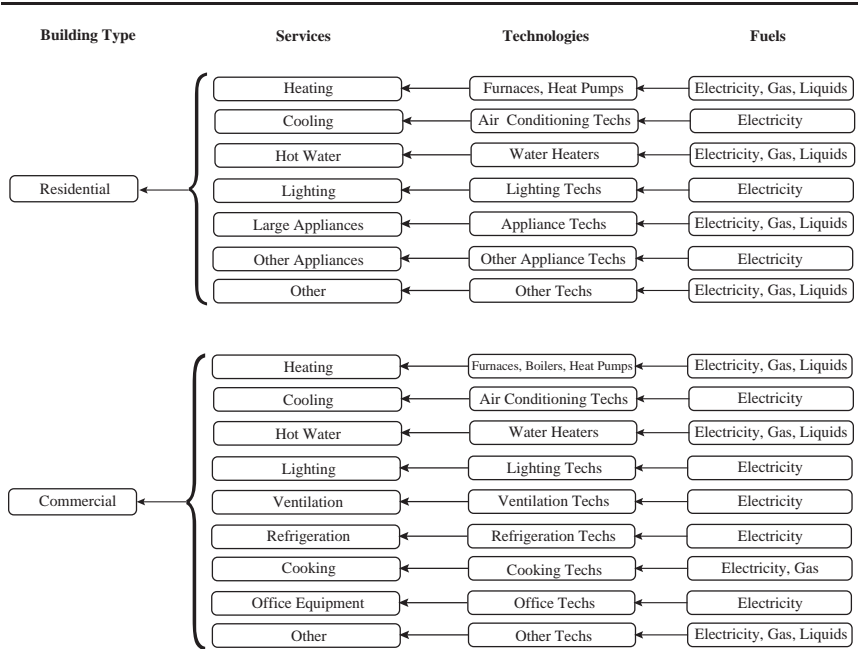 Building Type Services Technologies Fuels
Heating Furnaces, Heat Pumps Electricity, Gas, Liquids
Cooling Air Conditioning Techs Electricity
Hot Water Water Heaters Electricity, Gas, Liquids
Residential Lighting Lighting Techs Electricity
Large Appliances Appliance Techs Electricity, Gas, Liquids
Other Appliances Other Appliance Techs Electricity
Other Other Techs Electricity, Gas, Liquids
Heating Furnaces, Boilers, Heat Pumps Electricity, Gas, Liquids
Cooling Air Conditioning Techs Electricity
Hot Water Water Heaters Electricity, Gas, Liquids
Lighting Lighting Techs Electricity
Commercial Ventilation Ventilation Techs Electricity
Refrigeration Refrigeration Techs Electricity
Cooking Cooking Techs Electricity, Gas
Office Equipment Office Techs Electricity
Other Other Techs Electricity, Gas, Liquids